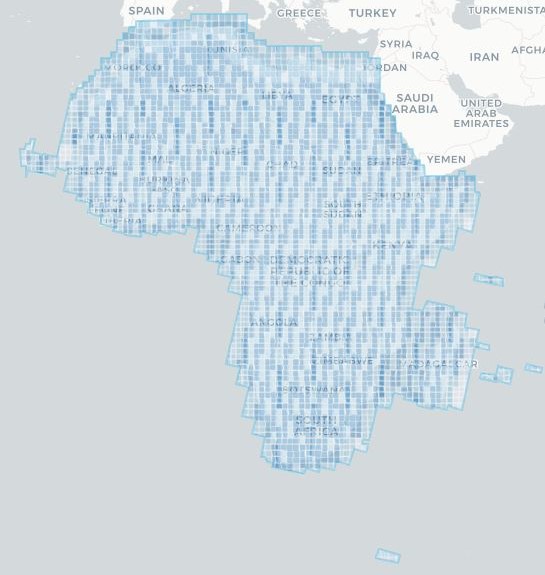 SPAIN
GREECE
TURKEY
TURKMENISTA
SYRIA
IRAQ
IRAN
AFGHA
JORDAN
MOROCCO
TUNISIA
ALGERIA
LIBYA
EGYPT
SAUDI
ARABIA
UNITED
ARAB
EMIRATES
MAURITANIA
MALI
NIGER
CHAD
SUDAN
ERITREA
YEMEN
SENEGAL
BURKINA
GHANA
ETHIOPIA
SOUTH
SUDAN
CAMEROON
KENYA
GABON
DEMOCRATIC
REPUBLIC OF
THE CONGO
ANGOLA
ZAMBIA
ZIMBABWE
MADAGASCAR
BOTSWANA
SOUTH
AFRICA